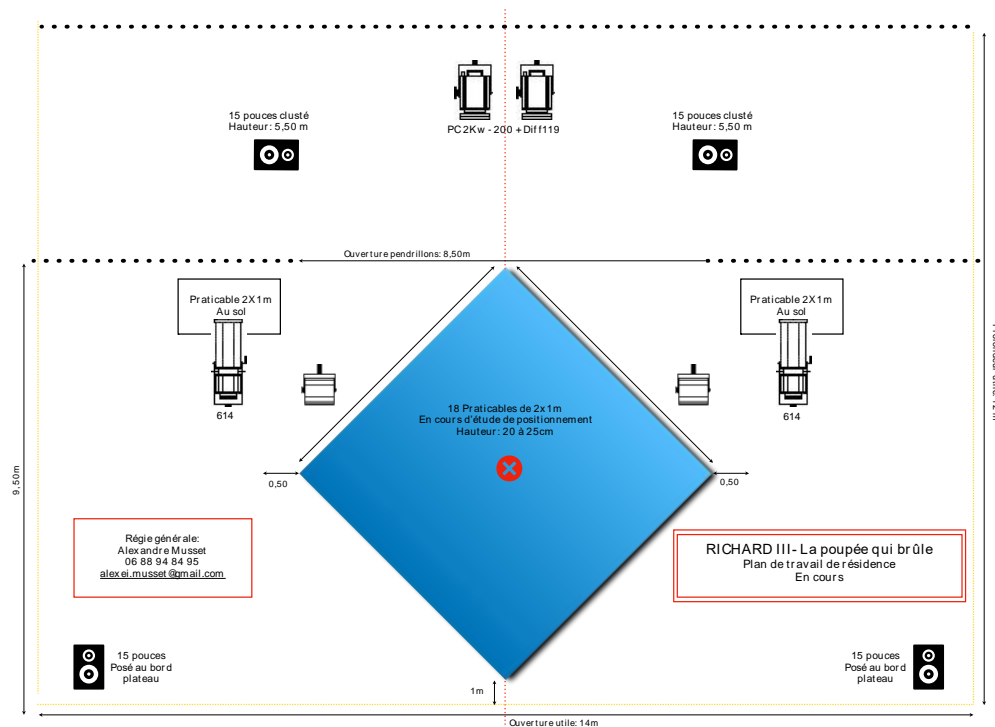 15 pouces clusté
Hauteur: 5,50 m
PC 2Kw - 200 + Diff119
15 pouces clusté
Hauteur: 5,50 m
Ouverture pendrillons: 8,50m
Praticable 2X1m
Au sol
Praticable 2X1m
Au sol
614
614
18 Praticables de 2x1m
En cours d'étude de positionnement
Hauteur: 20 à 25cm
9,50m
0,50
0,50
Régie générale:
Alexandre Musset
06 88 94 84 95
alexei.musset@gmail.com
RICHARD III- La poupée qui brûle
Plan de travail de résidence
En cours
15 pouces
Posé au bord
plateau
15 pouces
Posé au bord
plateau
1m
Ouverture utile: 14m